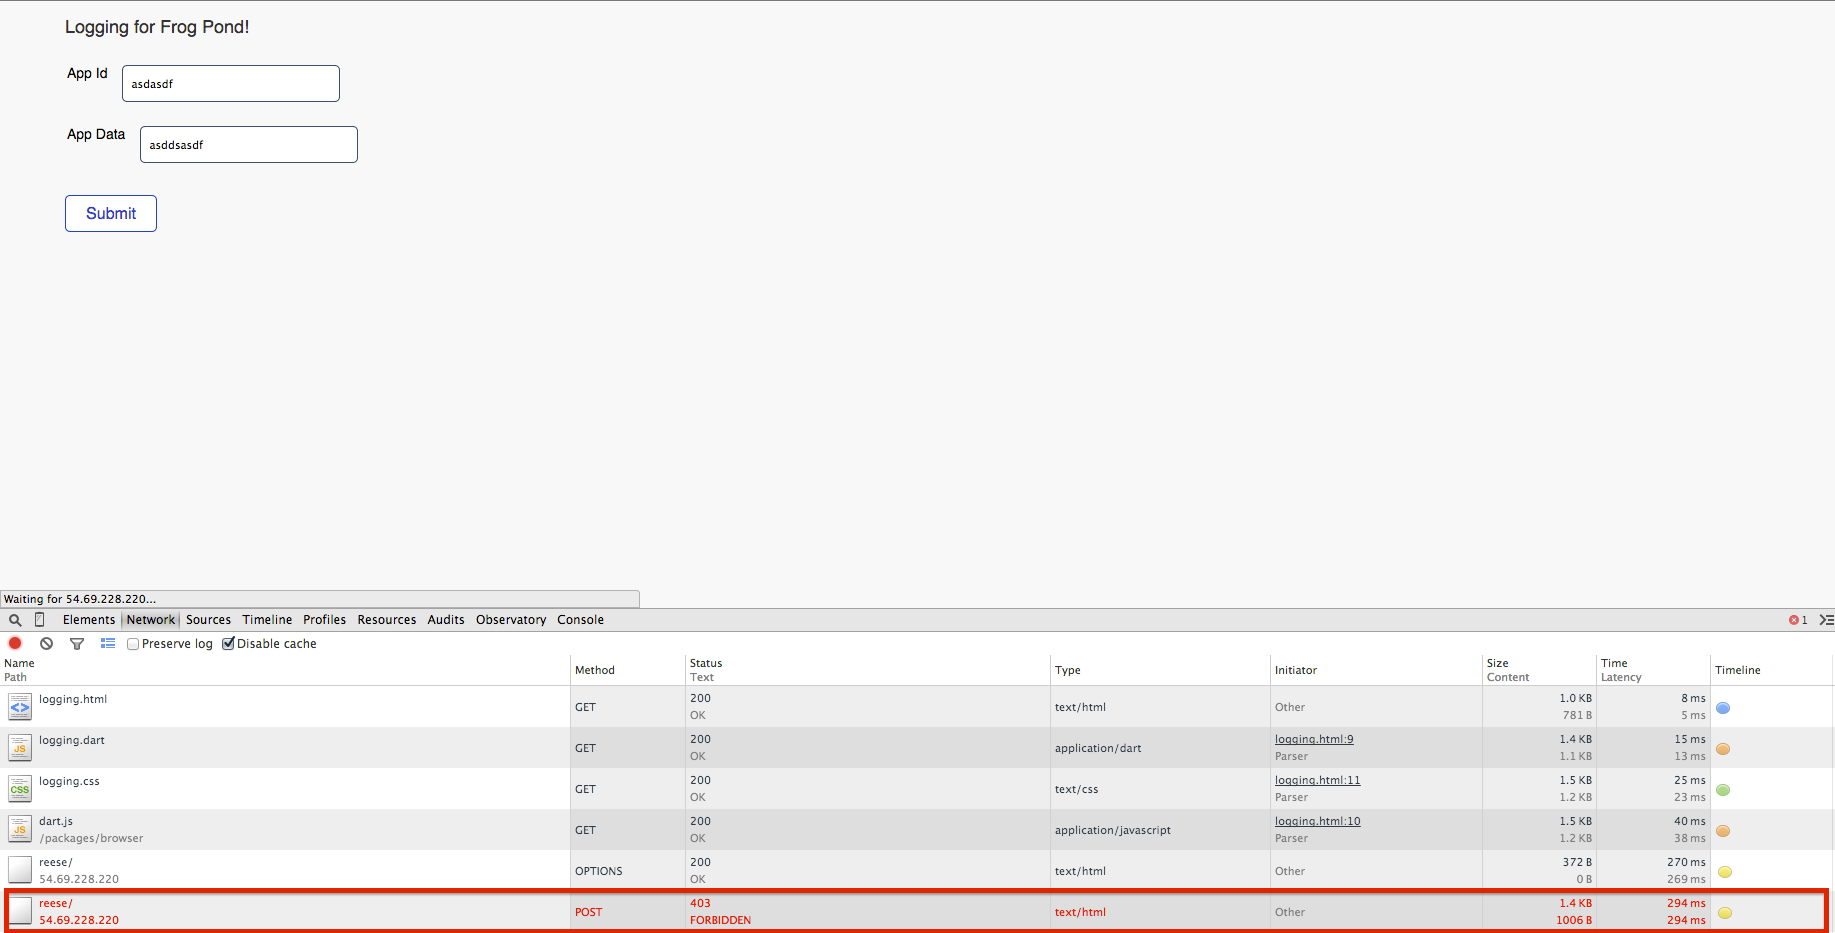 Logging for Frog Pond!
App Id asdasdf
App Data asddsasdf
Submit
Waiting for 54.69.228.220...
Elements Network Sources Timeline Profiles Resources Audits Observatory Console 1
Preserve log Disable cache
Name Method Status Type Initiator Size Time Timeline
Path Text Content Latency
logging.html GET 200 text/html Other 1.0 KB 8 ms
OK 781 B 5 ms
logging.dart GET 200 application/dart logging.html:9 1.4 KB 15 ms
OK Parser 1.1 KB 13 ms
logging.css GET 200 text/css logging.html:11 1.5 KB 25 ms
OK Parser 1.2 KB 23 ms
dart.js GET 200 application/javascript logging.html:10 1.5 KB 40 ms
/packages/browser OK Parser 1.2 KB 38 ms
reese/ OPTIONS 200 text/html Other 372 B 270 ms
54.69.228.220 OK 0 B 269 ms
reese/ POST 403 text/html Other 1.4 KB 294 ms
54.69.228.220 FORBIDDEN 1006 B 294 ms